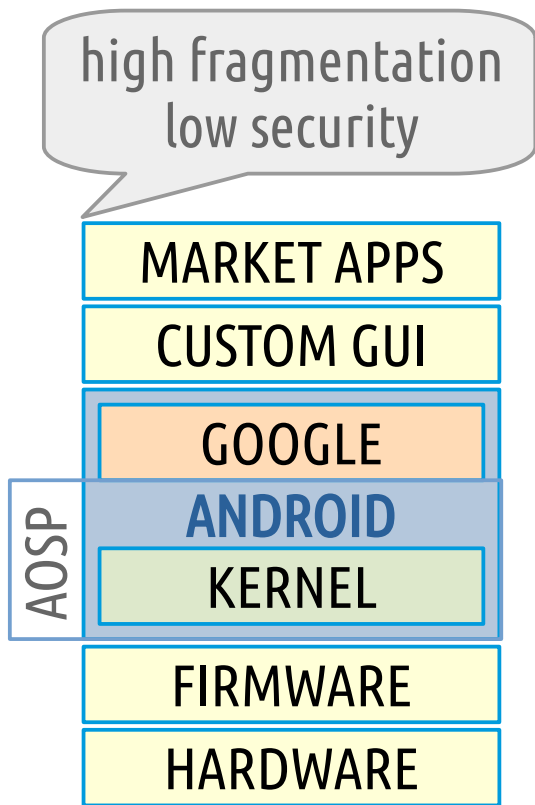 high fragmentation
low security
MARKET APPS
CUSTOM GUI
GOOGLE
ANDROID
AOSP
KERNEL
FIRMWARE
HARDWARE